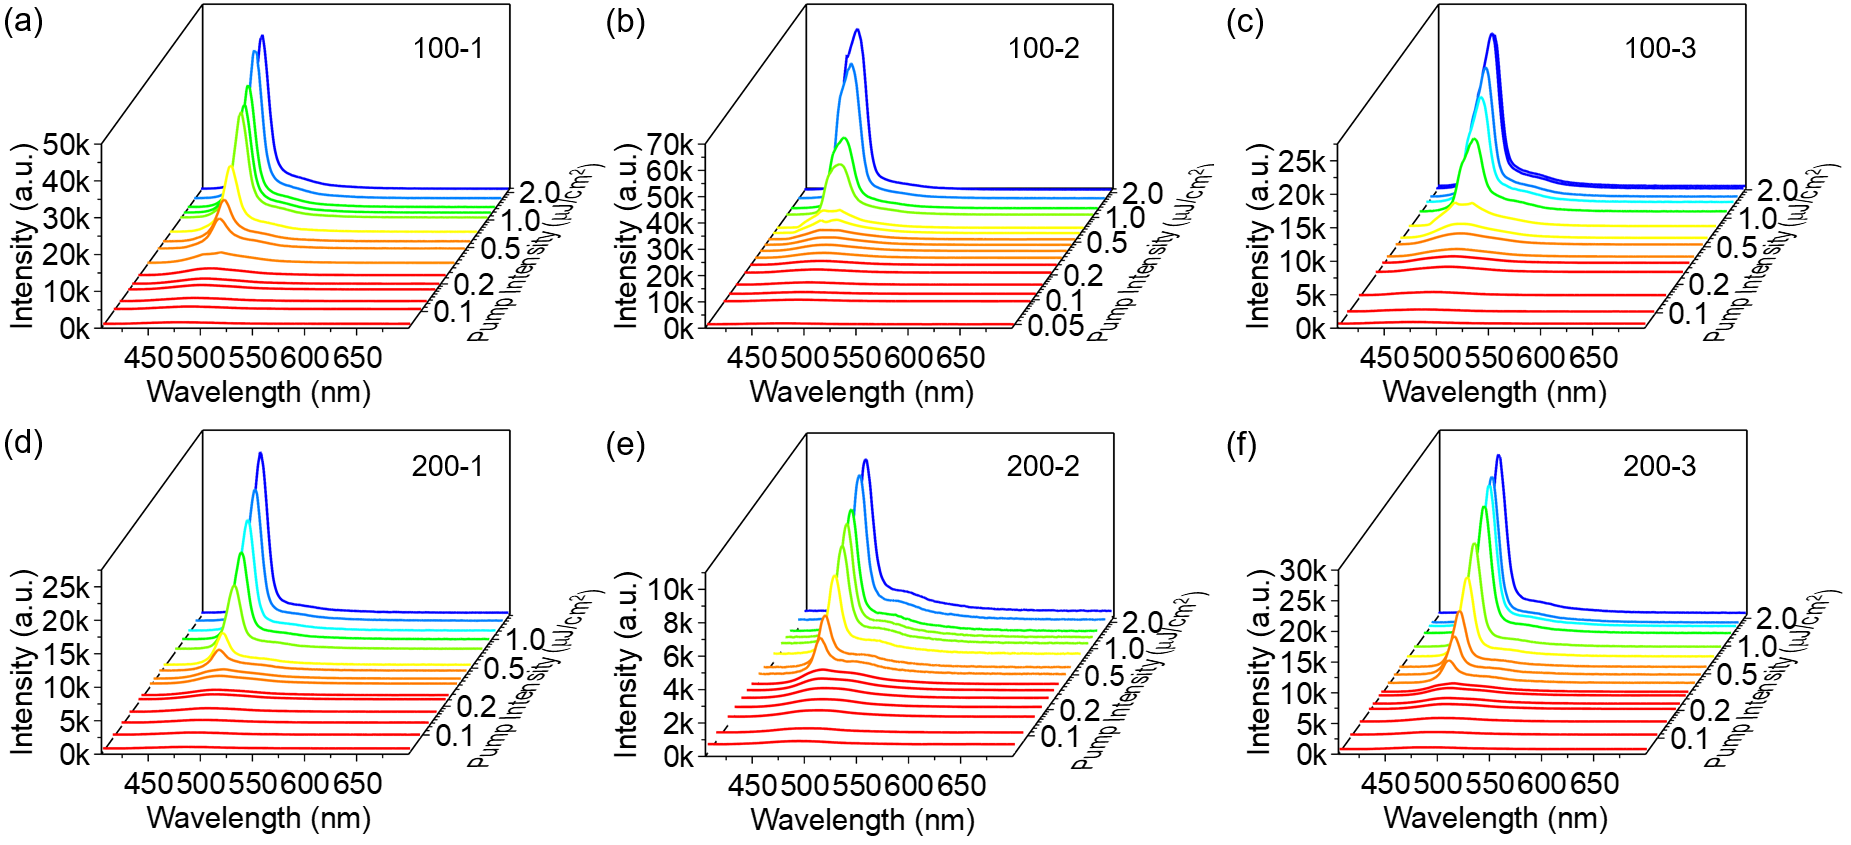 (a)
100-1
50k
40k
30k
20k
10k
0k
Intensity (a.u.)
450 500 550 600 650
Wavelength (nm)
0.1
0.2
0.5
1.0
2.0
Pump Intensity (μJ/cm²)
(b)
100-2
70k
60k
50k
40k
30k
20k
10k
0k
Intensity (a.u.)
450 500 550 600 650
Wavelength (nm)
0.05
0.1
0.2
0.5
1.0
2.0
Pump Intensity (μJ/cm²)
(c)
100-3
25k
20k
15k
10k
5k
0k
Intensity (a.u.)
450 500 550 600 650
Wavelength (nm)
0.1
0.2
0.5
1.0
2.0
Pump Intensity (μJ/cm²)
(d)
200-1
25k
20k
15k
10k
5k
0k
Intensity (a.u.)
450 500 550 600 650
Wavelength (nm)
0.1
0.2
0.5
1.0
Pump Intensity (μJ/cm²)
(e)
200-2
10k
8k
6k
4k
2k
0k
Intensity (a.u.)
450 500 550 600 650
Wavelength (nm)
0.1
0.2
0.5
1.0
2.0
Pump Intensity (μJ/cm²)
(f)
200-3
30k
25k
20k
15k
10k
5k
0k
Intensity (a.u.)
450 500 550 600 650
Wavelength (nm)
0.1
0.2
0.5
1.0
2.0
Pump Intensity (μJ/cm²)